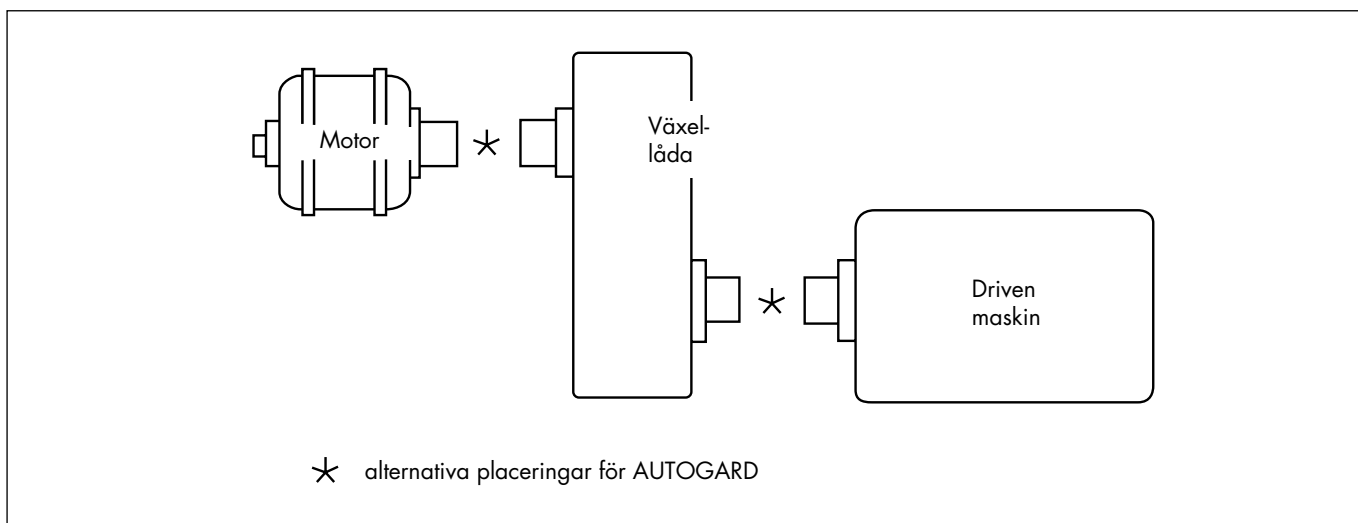 Motor
Växel-
låda
Driven
maskin
alternativa placeringar för AUTOGARD